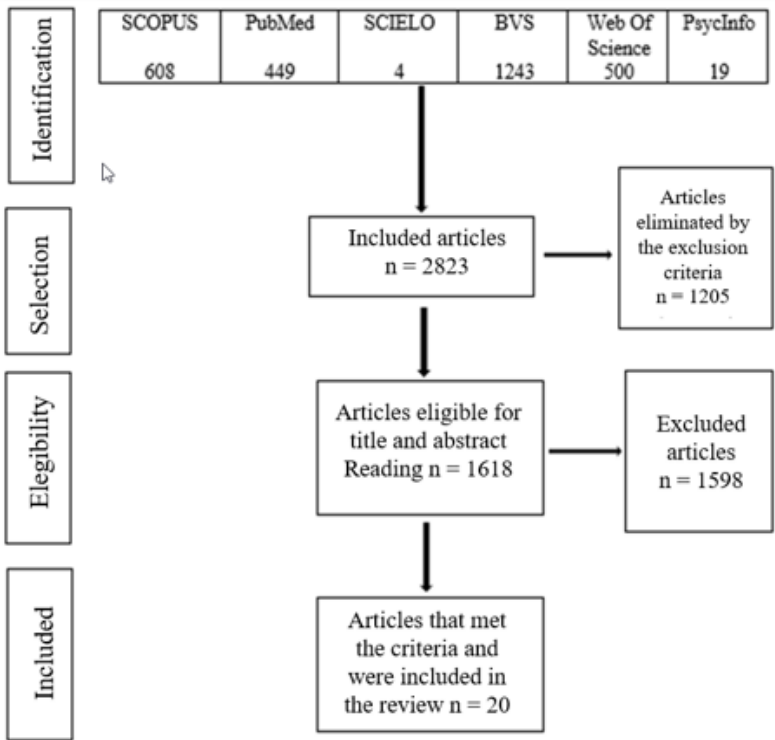 Identification
SCOPUS
608
PubMed
449
SCIELO
4
BVS
1243
Web Of
Science
500
PsycInfo
19
Selection
Included articles
n = 2823
Articles
eliminated by
the exclusion
criteria
n = 1205
Elegibility
Articles eligible for
title and abstract
Reading n = 1618
Excluded
articles
n = 1598
Included
Articles that met
the criteria and
were included in
the review n = 20